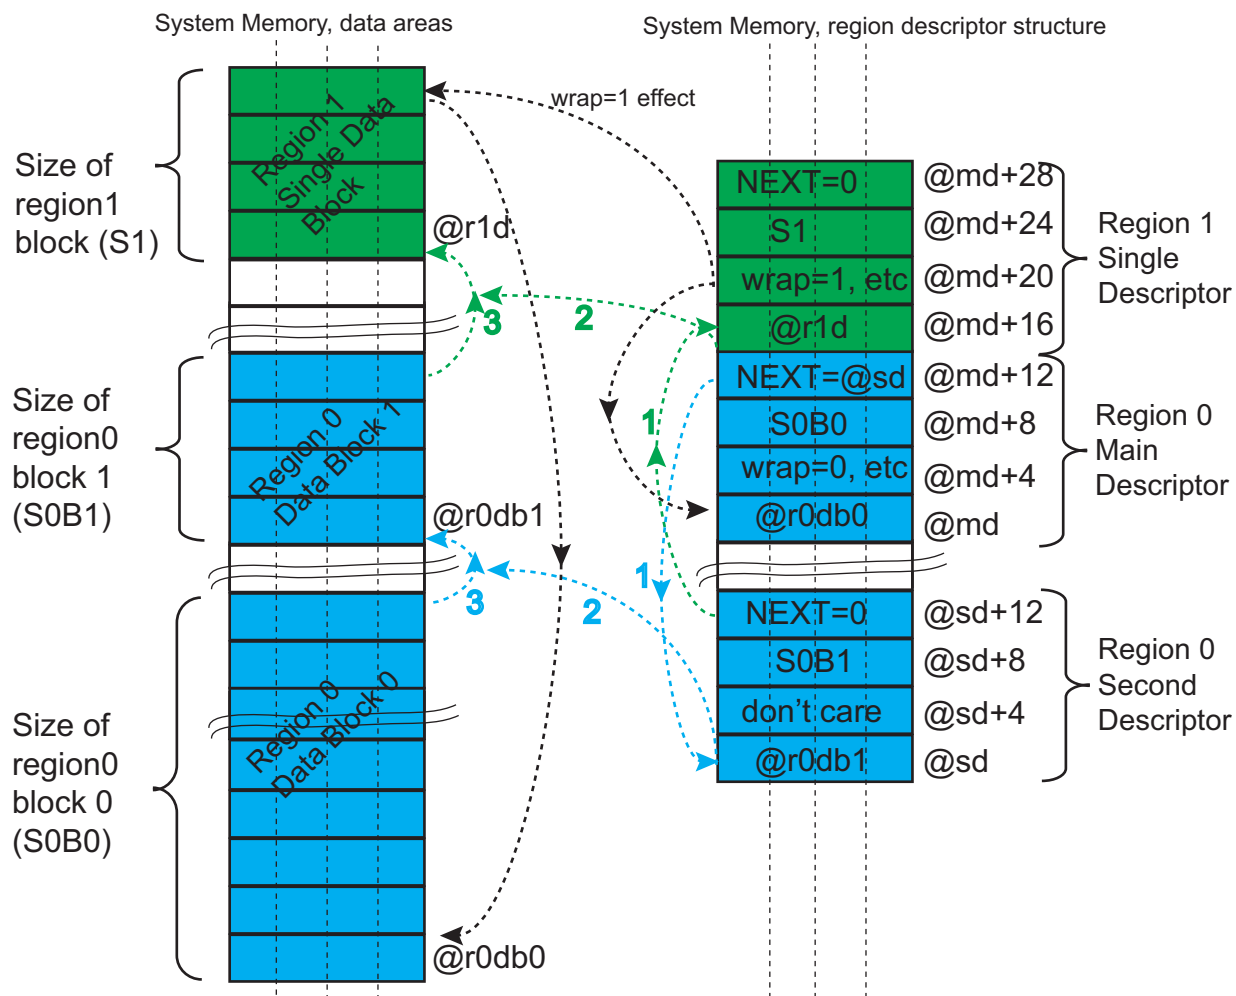 System Memory, data areas
System Memory, region descriptor structure
wrap=1 effect
Size of
region1
block (S1)
Region 1
Single Data
Block
@r1d
3
2
Size of
region0
block 1
(S0B1)
Region 0
Data Block 1
@r0db1
3
2
Size of
region0
block 0
(S0B0)
Region 0
Data Block 0
@r0db0
1
1
NEXT=0 @md+28
S1 @md+24
wrap=1, etc @md+20
@r1d @md+16
Region 1
Single
Descriptor
NEXT=@sd @md+12
S0B0 @md+8
wrap=0, etc @md+4
@r0db0 @md
Region 0
Main
Descriptor
NEXT=0 @sd+12
S0B1 @sd+8
don't care @sd+4
@r0db1 @sd
Region 0
Second
Descriptor